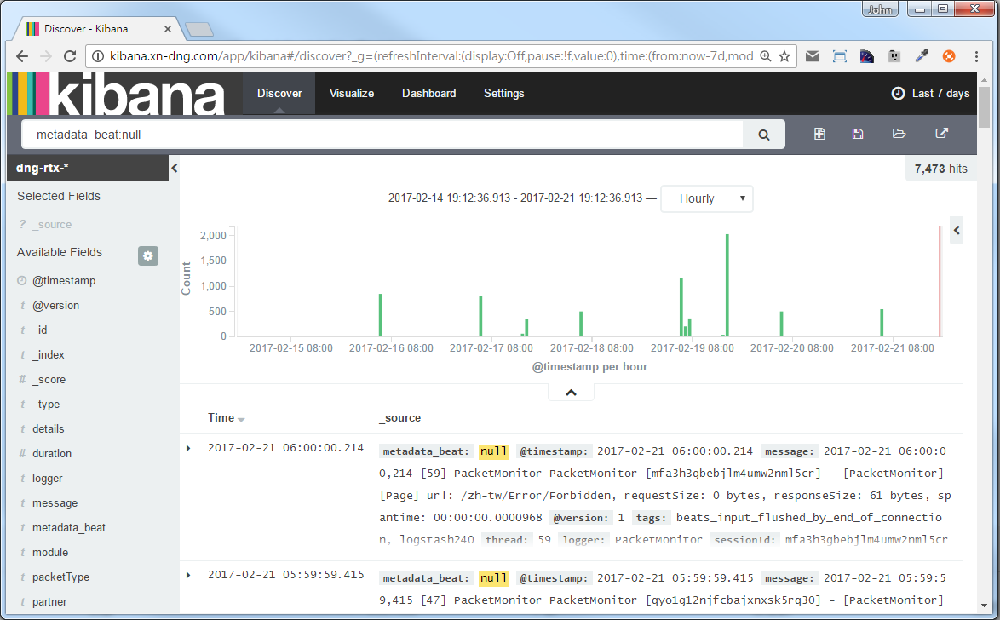 John
Discover - Kibana
kibana.xn-dng.com/app/kibana#/discover?_g=(refreshInterval:(display:Off,pause:!f,value:0),time:(from:now-7d,mod
kibana Discover Visualize Dashboard Settings Last 7 days
metadata_beat:null
dng-rtx-*
7,473 hits
Selected Fields
? _source
Available Fields
@timestamp
t @version
t _id
t _index
# _score
t _type
t details
# duration
t logger
t message
t metadata_beat
t module
t packetType
t partner
2017-02-14 19:12:36.913 - 2017-02-21 19:12:36.913 — Hourly
Count
2,000
1,500
1,000
500
0
2017-02-15 08:00 2017-02-16 08:00 2017-02-17 08:00 2017-02-18 08:00 2017-02-19 08:00 2017-02-20 08:00 2017-02-21 08:00
@timestamp per hour
Time _source
2017-02-21 06:00:00.214 metadata_beat: null @timestamp: 2017-02-21 06:00:00.214 message: 2017-02-21 06:00:0
0,214 [59] PacketMonitor PacketMonitor [mfa3h3gbebjlm4umw2nml5cr] - [PacketMonitor]
[Page] url: /zh-tw/Error/Forbidden, requestSize: 0 bytes, responseSize: 61 bytes, sp
antime: 00:00:00.0000968 @version: 1 tags: beats_input_flushed_by_end_of_connectio
n, logstash240 thread: 59 logger: PacketMonitor sessionId: mfa3h3gbebjlm4umw2nml5cr
2017-02-21 05:59:59.415 metadata_beat: null @timestamp: 2017-02-21 05:59:59.415 message: 2017-02-21 05:59:5
9,415 [47] PacketMonitor PacketMonitor [qyo1g12njfcbajxnxsk5rq3O] - [PacketMonitor]